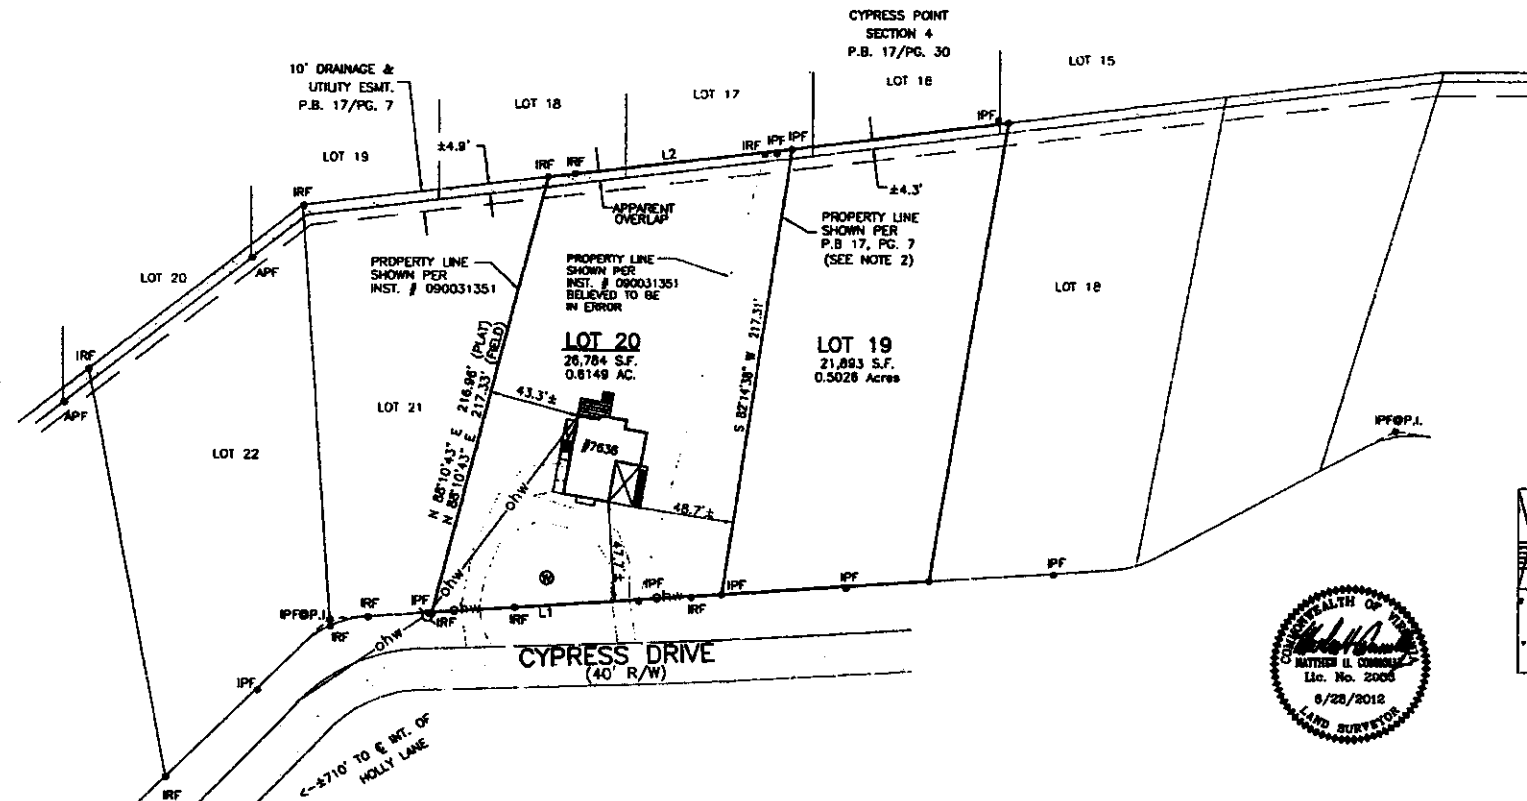 CYPRESS POINT
SECTION 4
P.B. 17/PG. 30
10' DRAINAGE &
UTILITY ESMT.
P.B. 17/PG. 7
LOT 18
LOT 17
LOT 16
LOT 15
LOT 19
±4.9'
IRF
IRF
L2
IRF
IPF
IPF
IPF
IRF
±4.3'
APPARENT
OVERLAP
LOT 20
APF
PROPERTY LINE
SHOWN PER
INST. # 090031351
PROPERTY LINE
SHOWN PER
INST. # 090031351
BELIEVED TO BE
IN ERROR
PROPERTY LINE
SHOWN PER
P.B 17, PG. 7
(SEE NOTE 2)
LOT 18
IRF
APF
LOT 20
26,784 S.F.
0.6149 AC.
LOT 19
21,893 S.F.
0.5026 Acres
N 88°10'43" E 216.96' (PLAT)
N 88°10'43" E 217.33' (FIELD)
S 82°14'38" W 217.31'
43.3'±
LOT 21
LOT 22
#7636
ohw
48.7'±
47.7'±
IPF@P.I.
IPF@P.I.
IRF
IRF
IPF
IRF
ohw
ohw
IRF
L1
W
IPF
ohw
IRF
IPF
IPF
IPF
ohw
CYPRESS DRIVE
(40' R/W)
IPF
IRF
<--±710' TO ℄ INT. OF
HOLLY LANE
COMMONWEALTH OF VIRGINIA
MATTHEW U.
Lic. No.
6/28/2012
LAND SURVEYOR